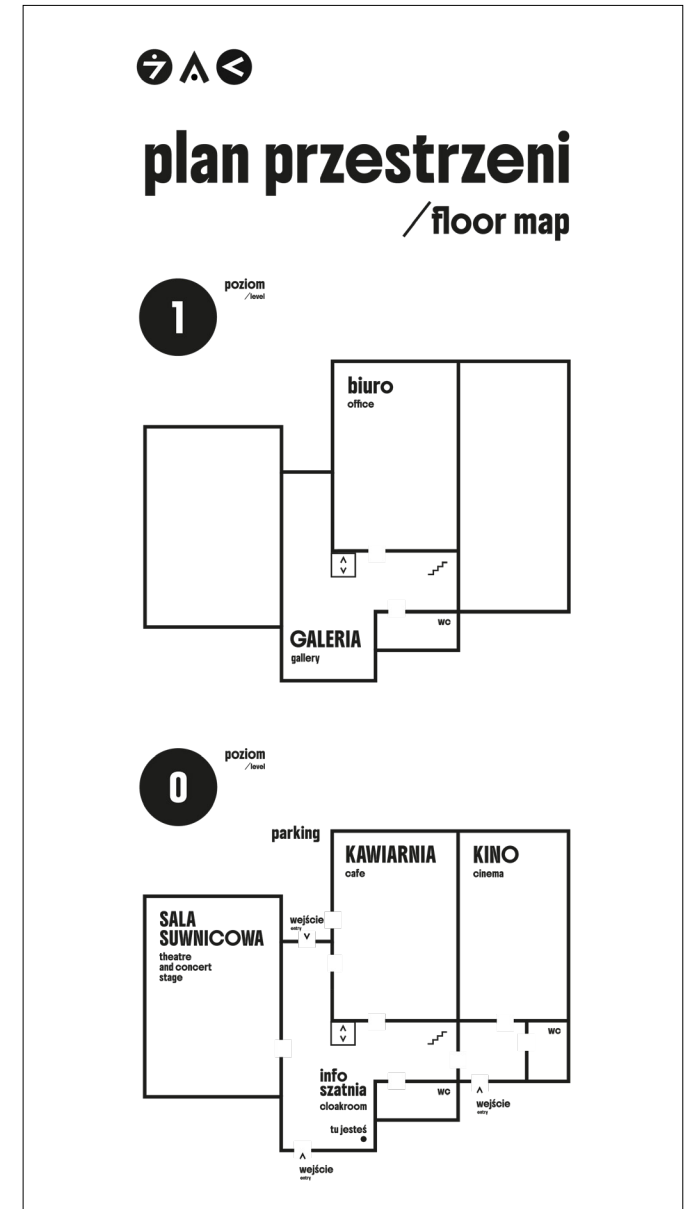 plan przestrzeni
/floor map
1
poziom
/level
biuro
office
wc
GALERIA
gallery
0
poziom
/level
parking
KAWIARNIA
cafe
KINO
cinema
SALA
SUWNICOWA
theatre
and concert
stage
wejście
entry
wc
info
szatnia
cloakroom
wc
tu jesteś
wejście
entry
wejście
entry